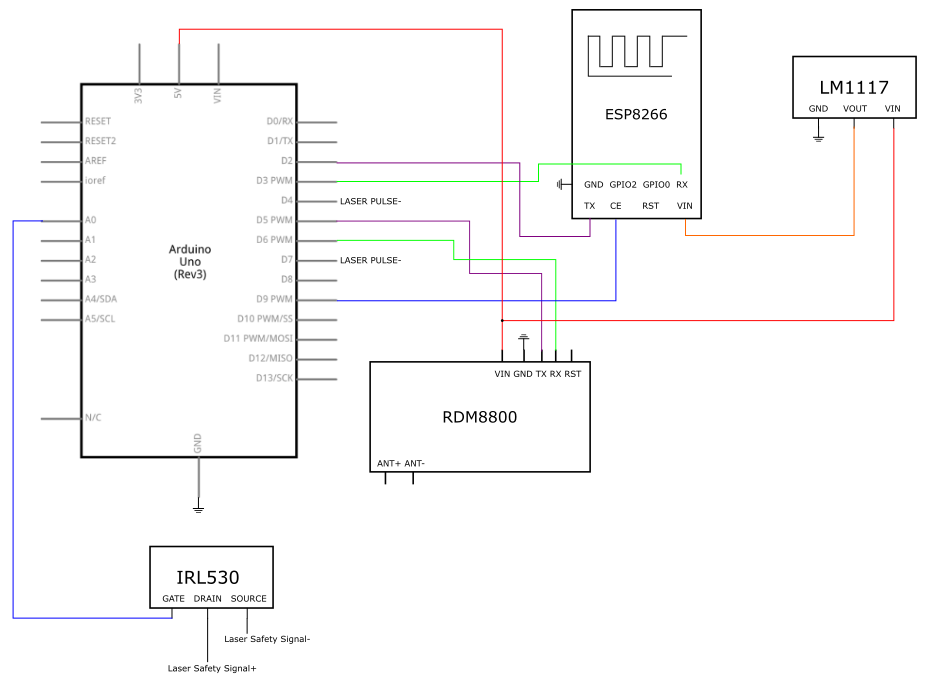 3V3
5V
VIN
RESET
RESET2
AREF
ioref
A0
A1
A2
A3
A4/SDA
A5/SCL
N/C
Arduino
Uno
(Rev3)
D0/RX
D1/TX
D2
D3 PWM
D4
D5 PWM
D6 PWM
D7
D8
D9 PWM
D10 PWM/SS
D11 PWM/MOSI
D12/MISO
D13/SCK
GND
LASER PULSE-
LASER PULSE-
ESP8266
GND GPIO2 GPIO0 RX
TX CE RST VIN
LM1117
GND VOUT VIN
VIN GND TX RX RST
RDM8800
ANT+ ANT-
IRL530
GATE DRAIN SOURCE
Laser Safety Signal-
Laser Safety Signal+